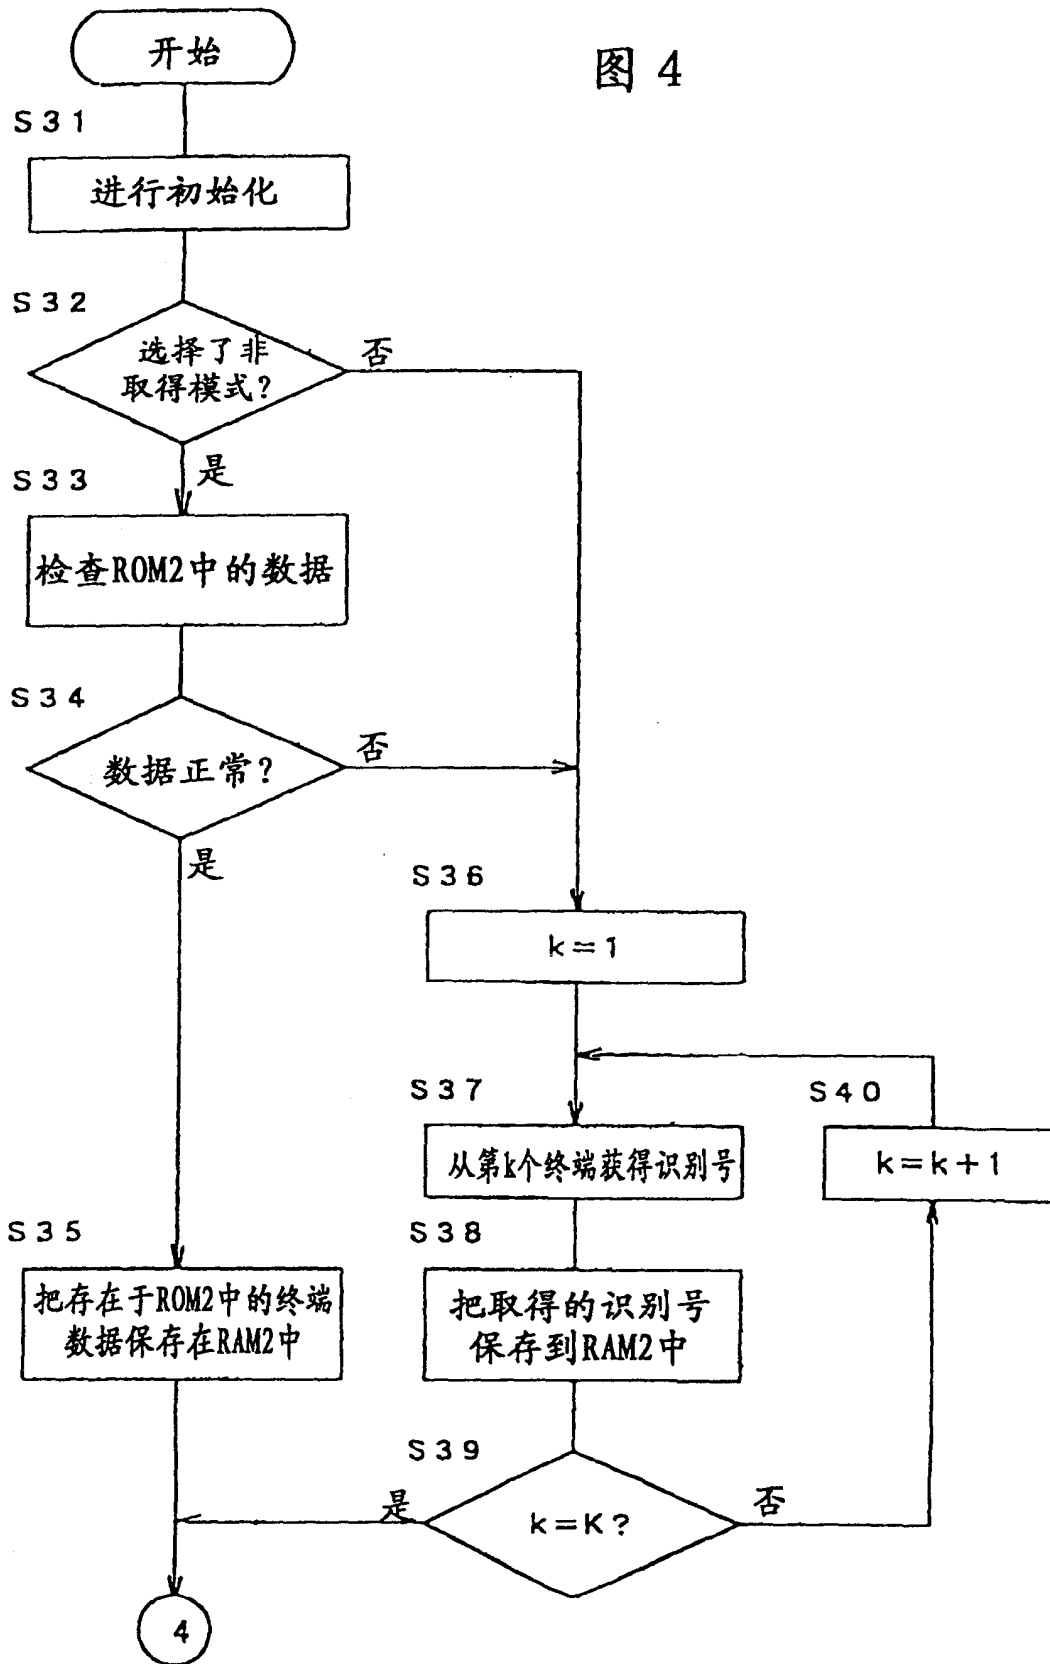 开始
图 4
S31
进行初始化
S32
选择了非
取得模式?
否
是
S33
检查ROM2中的数据
S34
数据正常?
否
是
S36
k=1
S37
从第k个终端获得识别号
S40
k=k+1
S35
把存在于ROM2中的终端
数据保存在RAM2中
S38
把取得的识别号
保存到RAM2中
S39
k=K?
是
否
4